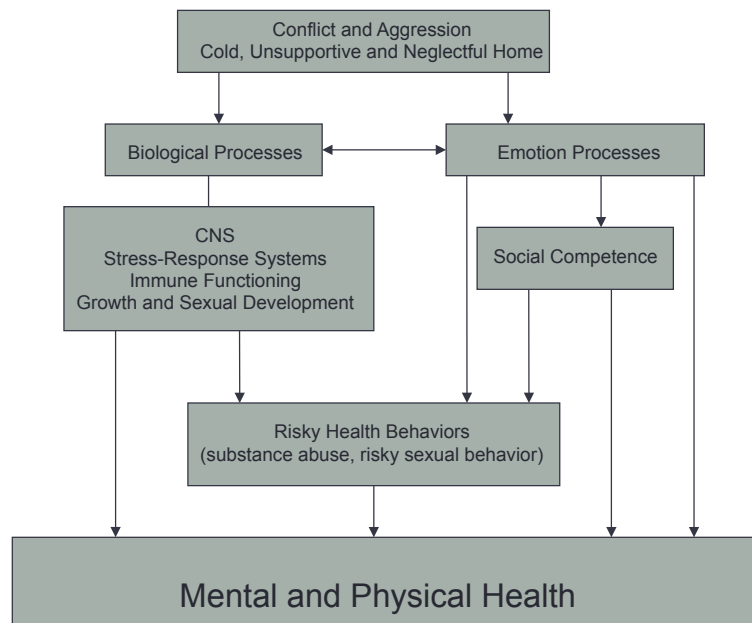 Conflict and Aggression
Cold, Unsupportive and Neglectful Home
Biological Processes
Emotion Processes
CNS
Stress-Response Systems
Immune Functioning
Growth and Sexual Development
Social Competence
Risky Health Behaviors
(substance abuse, risky sexual behavior)
Mental and Physical Health